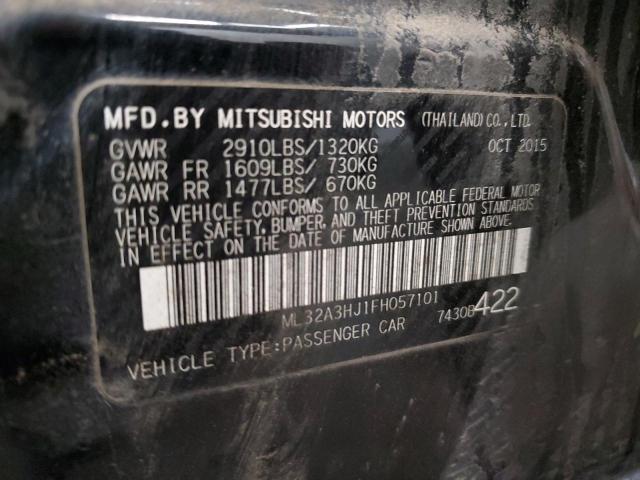 MFD.BY MITSUBISHI MOTORS (THAILAND) CO., LTD.
GVWR 2910LBS/1320KG OCT 2015
GAWR FR 1609LBS/ 730KG
GAWR RR 1477LBS/ 670KG
THIS VEHICLE CONFORMS TO ALL APPLICABLE FEDERAL MOTOR
VEHICLE SAFETY, BUMPER, AND THEFT PREVENTION STANDARDS
IN EFFECT ON THE DATE OF MANUFACTURE SHOWN ABOVE.
ML32A3HJ1FH057101 7430B422
VEHICLE TYPE:PASSENGER CAR